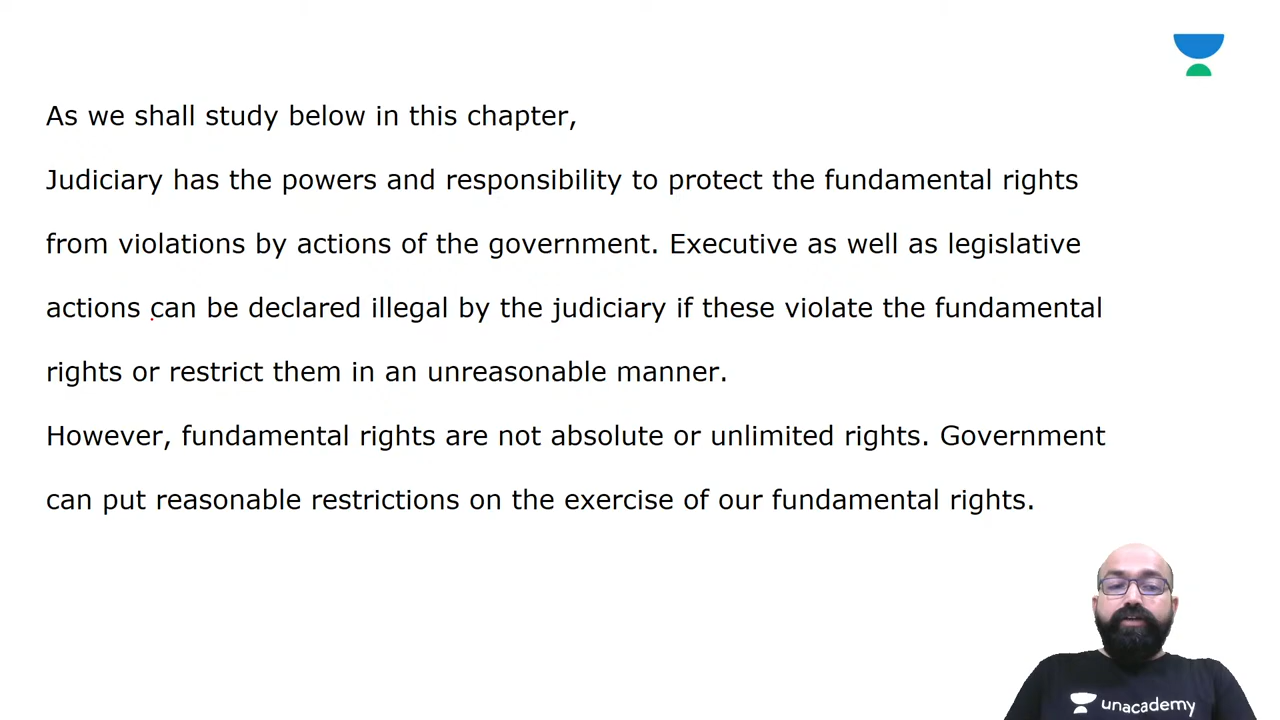 As we shall study below in this chapter,
Judiciary has the powers and responsibility to protect the fundamental rights
from violations by actions of the government. Executive as well as legislative
actions can be declared illegal by the judiciary if these violate the fundamental
rights or restrict them in an unreasonable manner.
However, fundamental rights are not absolute or unlimited rights. Government
can put reasonable restrictions on the exercise of our fundamental rights.
unacademy